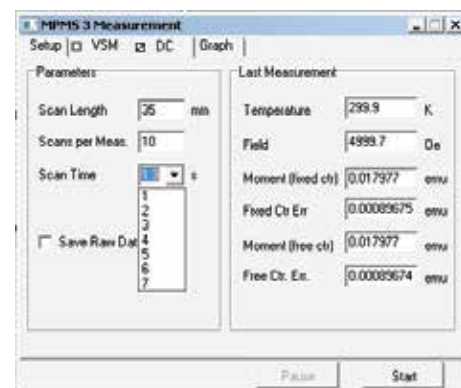 MPMS 3 Measurement
Setup VSM DC Graph
Parameters
Scan Length 35 mm
Scans per Meas. 10
Scan Time s
1
2
3
4
5
6
7
Save Raw Dat
Last Measurement
Temperature 299.9 K
Field 4999.7 Oe
Moment (fixed ctr) 0.017977 emu
Fixed Ctr Err 0.00089675 emu
Moment (free ctr) 0.017977 emu
Free Ctr. Err. 0.00089674 emu
Pause Start